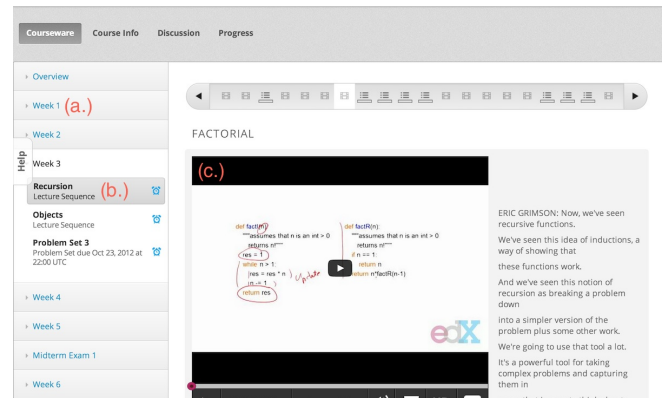 Courseware
Course Info
Discussion
Progress
Overview
Week 1 (a.)
Week 2
Help
Week 3
Recursion
Lecture Sequence
(b.)
Objects
Lecture Sequence
Problem Set 3
Problem Set due Oct 23, 2012 at
22:00 UTC
Week 4
Week 5
Midterm Exam 1
Week 6
FACTORIAL
(c.)
def fact(n):
"""assumes that n is an int > 0
returns n!"""
res = 1
while n > 1:
res = res * n
n -= 1
return res
Update
def factR(n):
"""assumes that n is an int > 0
returns n!"""
if n == 1:
return n
return n*factR(n-1)
edX
ERIC GRIMSON: Now, we've seen
recursive functions.
We've seen this idea of inductions, a
way of showing that
these functions work.
And we've seen this notion of
recursion as breaking a problem
down
into a simpler version of the
problem plus some other work.
We're going to use that tool a lot.
It's a powerful tool for taking
complex problems and capturing
them in